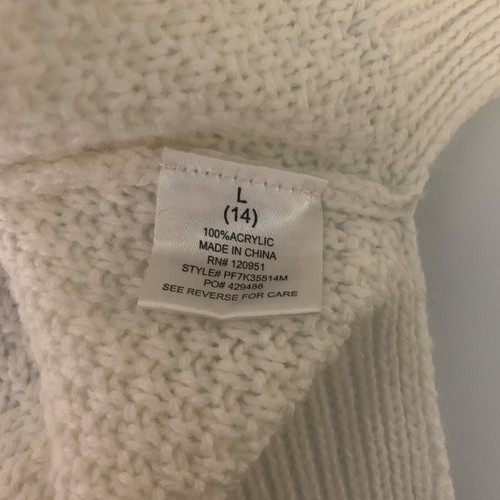 L
(14)
100%ACRYLIC
MADE IN CHINA
RN# 120951
STYLE# PF7K35514M
PO# 429486
SEE REVERSE FOR CARE